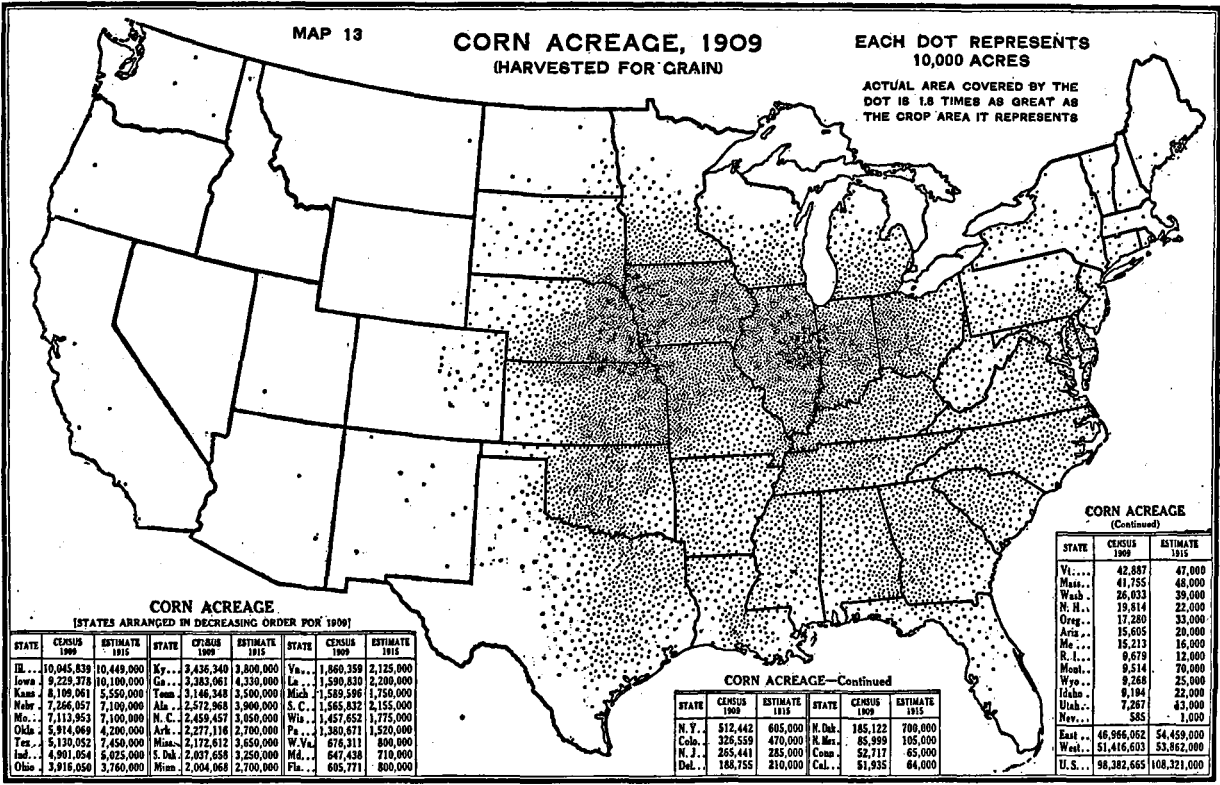 MAP 13
CORN ACREAGE, 1909
(HARVESTED FOR GRAIN)
EACH DOT REPRESENTS
10,000 ACRES
ACTUAL AREA COVERED BY THE
DOT IS 1.8 TIMES AS GREAT AS
THE CROP AREA IT REPRESENTS
CORN ACREAGE
[STATES ARRANGED IN DECREASING ORDER FOR 1909]
STATE CENSUS 1909 ESTIMATE 1915 STATE CENSUS 1909 ESTIMATE 1915 STATE CENSUS 1909 ESTIMATE 1915
Ill... 10,045,839 10,449,000 Ky... 3,436,340 3,800,000 Va... 1,860,359 2,125,000
Iowa . 9,229,378 10,100,000 Ga... 3,383,061 4,330,000 La... 1,590,830 2,200,000
Kans . 8,109,061 5,550,000 Tenn . 3,146,348 3,500,000 Mich . 1,589,596 1,750,000
Nebr . 7,266,057 7,100,000 Ala .. 2,572,968 3,900,000 S. C.. 1,565,832 2,155,000
Mo... 7,113,953 7,100,000 N. C.. 2,459,457 3,050,000 Wis .. 1,457,652 1,775,000
Okla . 5,914,069 4,200,000 Ark .. 2,277,116 2,700,000 Pa ... 1,380,671 1,520,000
Tex.. 5,130,052 7,450,000 Miss.. 2,172,612 3,650,000 W.Va. 676,311 800,000
Ind... 4,901,054 5,025,000 S. Dak. 2,037,658 3,250,000 Md... 647,438 710,000
Ohio . 3,916,050 3,760,000 Minn . 2,004,068 2,700,000 Fla... 605,771 800,000
CORN ACREAGE—Continued
STATE CENSUS 1909 ESTIMATE 1915 STATE CENSUS 1909 ESTIMATE 1915
N.Y.. 512,442 605,000 N.Dak. 185,122 700,000
Colo.. 326,559 470,000 N.Mex. 85,999 105,000
N. J.. 265,441 285,000 Conn . 52,717 65,000
Del... 188,755 210,000 Cal... 51,935 64,000
CORN ACREAGE
(Continued)
STATE CENSUS 1909 ESTIMATE 1915
Vt.... 42,887 47,000
Mass.. 41,755 48,000
Wash . 26,033 39,000
N. H.. 19,814 22,000
Oreg.. 17,280 33,000
Ariz .. 15,605 20,000
Me ... 15,213 16,000
R. I... 9,679 12,000
Mont.. 9,514 70,000
Wyo .. 9,268 25,000
Idaho . 9,194 22,000
Utah.. 7,267 13,000
Nev... 585 1,000
East .. 46,966,062 54,459,000
West.. 51,416,603 53,862,000
U.S... 98,382,665 108,321,000